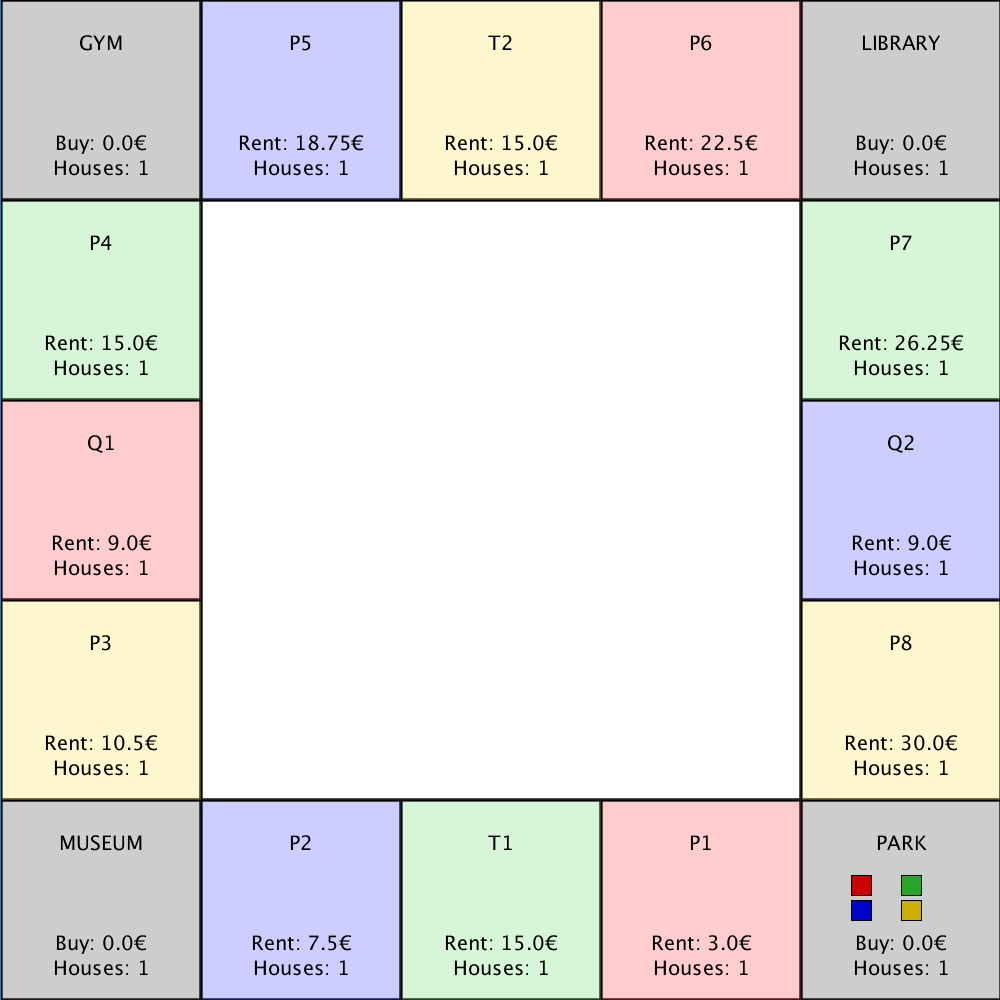 GYM
Buy: 0.0€
Houses: 1
P5
Rent: 18.75€
Houses: 1
T2
Rent: 15.0€
Houses: 1
P6
Rent: 22.5€
Houses: 1
LIBRARY
Buy: 0.0€
Houses: 1
P4
Rent: 15.0€
Houses: 1
P7
Rent: 26.25€
Houses: 1
Q1
Rent: 9.0€
Houses: 1
Q2
Rent: 9.0€
Houses: 1
P3
Rent: 10.5€
Houses: 1
P8
Rent: 30.0€
Houses: 1
MUSEUM
Buy: 0.0€
Houses: 1
P2
Rent: 7.5€
Houses: 1
T1
Rent: 15.0€
Houses: 1
P1
Rent: 3.0€
Houses: 1
PARK
Buy: 0.0€
Houses: 1